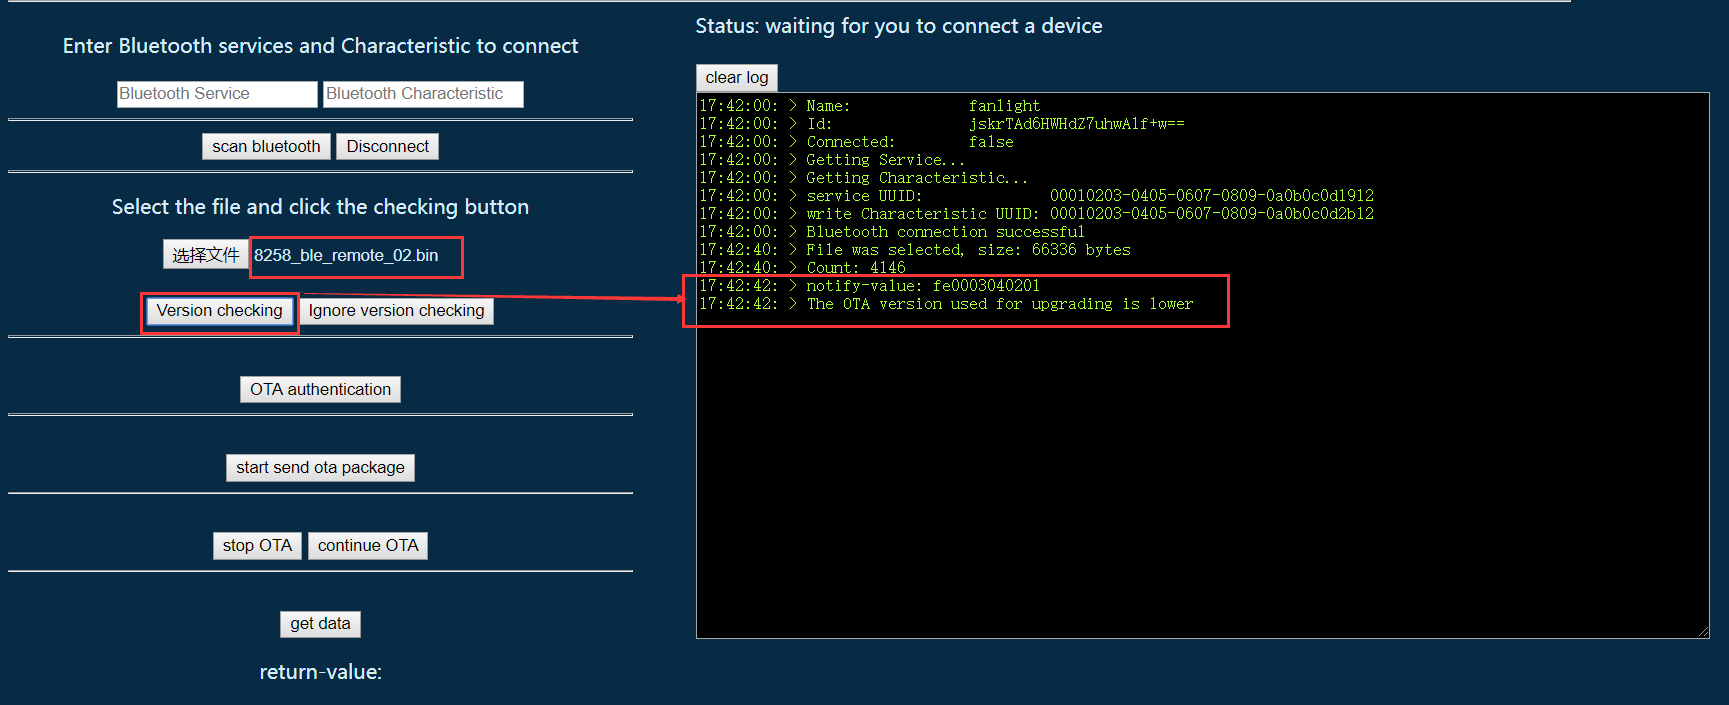 Enter Bluetooth services and Characteristic to connect
Bluetooth Service Bluetooth Characteristic
scan bluetooth Disconnect
Select the file and click the checking button
选择文件 8258_ble_remote_02.bin
Version checking Ignore version checking
OTA authentication
start send ota package
stop OTA continue OTA
get data
return-value:
Status: waiting for you to connect a device
clear log
17:42:00: > Name: fanlight
17:42:00: > Id: jskrTAd6HWHdZ7uhwAlf+w==
17:42:00: > Connected: false
17:42:00: > Getting Service...
17:42:00: > Getting Characteristic...
17:42:00: > service UUID: 00010203-0405-0607-0809-0a0b0c0d1912
17:42:00: > write Characteristic UUID: 00010203-0405-0607-0809-0a0b0c0d2b12
17:42:00: > Bluetooth connection successful
17:42:40: > File was selected, size: 66336 bytes
17:42:40: > Count: 4146
17:42:42: > notify-value: fe0003040201
17:42:42: > The OTA version used for upgrading is lower